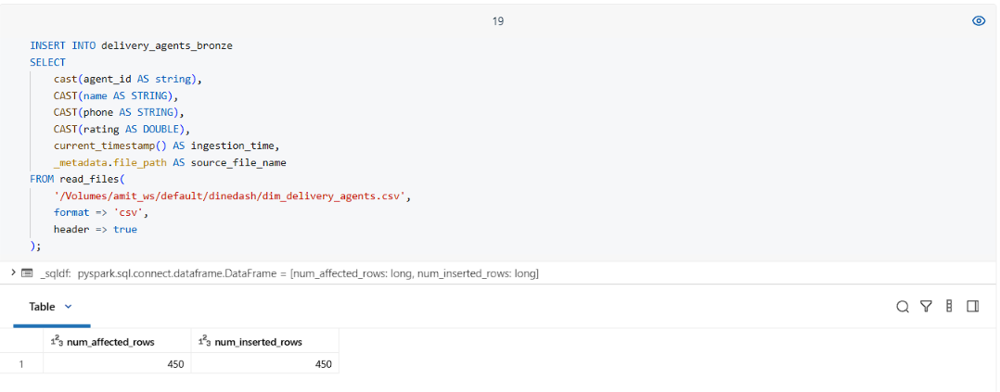 19
INSERT INTO delivery_agents_bronze
SELECT
cast(agent_id AS string),
CAST(name AS STRING),
CAST(phone AS STRING),
CAST(rating AS DOUBLE),
current_timestamp() AS ingestion_time,
_metadata.file_path AS source_file_name
FROM read_files(
'/Volumes/amit_ws/default/dinedash/dim_delivery_agents.csv',
format => 'csv',
header => true
);
_sqldf: pyspark.sql.connect.dataframe.DataFrame = [num_affected_rows: long, num_inserted_rows: long]
Table
123 num_affected_rows 123 num_inserted_rows
1 450 450